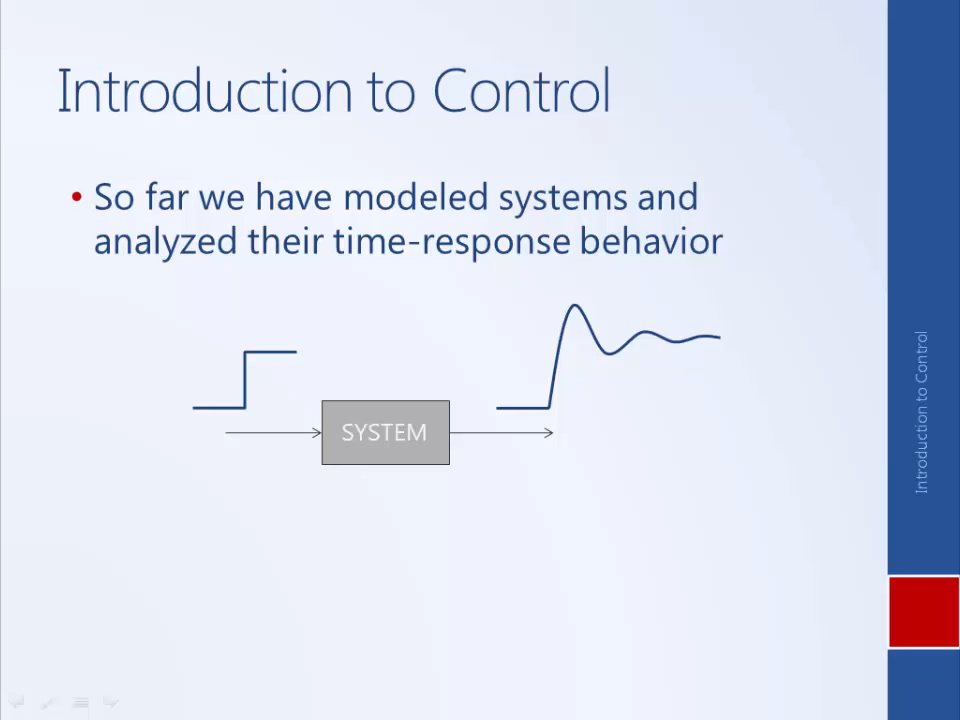 Introduction to Control
• So far we have modeled systems and
analyzed their time-response behavior
SYSTEM
Introduction to Control